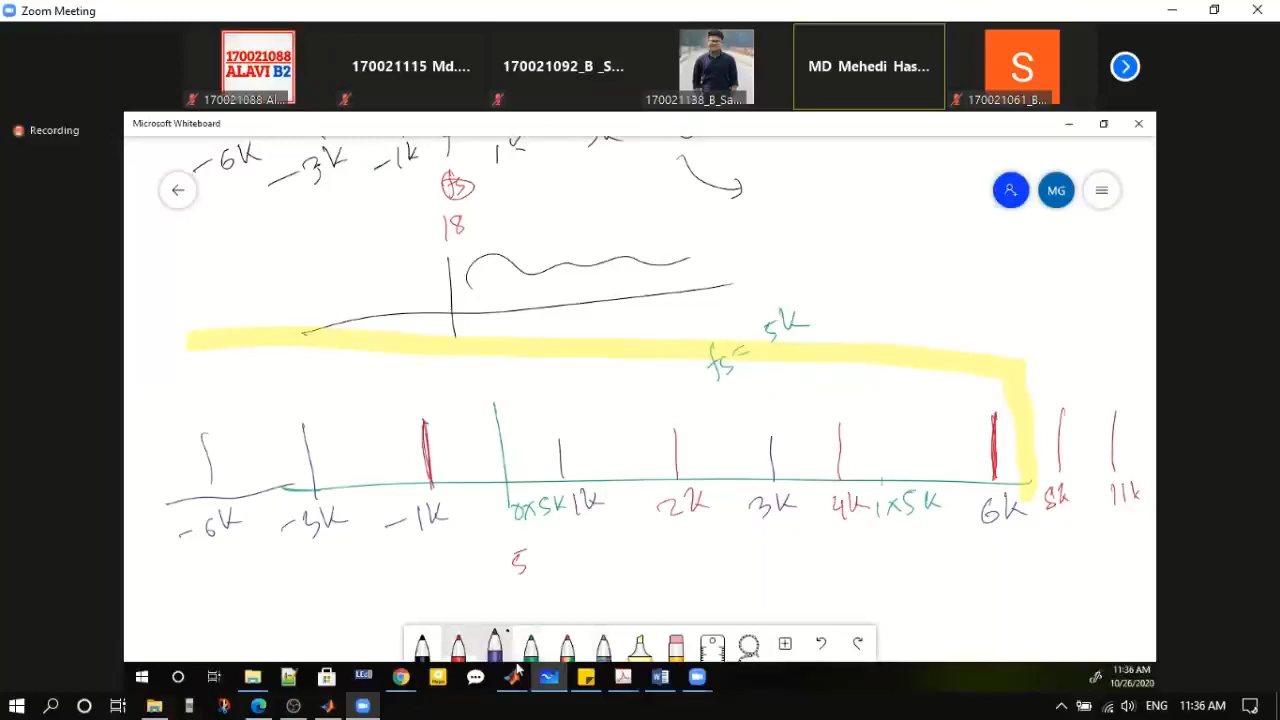 Zoom Meeting
170021088
ALAVI B2
170021115 Md....
170021092_B _S...
MD Mehedi Has...
S
170021088 Al...
170021138_B_Sa...
170021061_B...
Recording
Microsoft Whiteboard
-6K -3K -1K 1K
fs
18
MG
fs = 5K
-6K -3K -1K 0x5K 1K 2K 3K 4K 1x5K 6K 8K 11K
5
11:36 AM
10/26/2020
ENG 11:36 AM